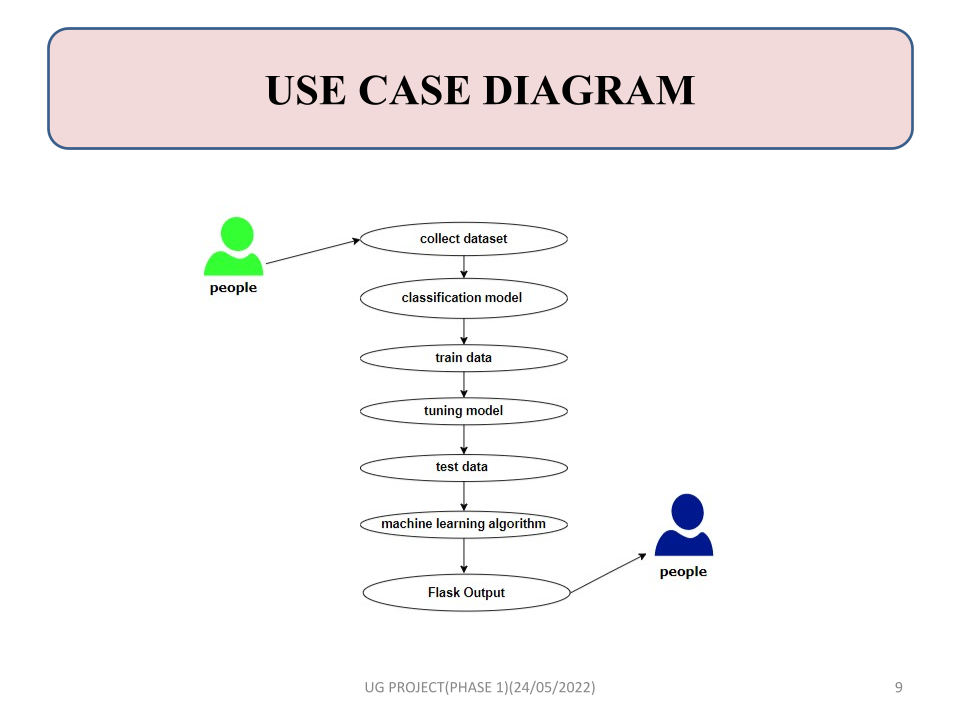 USE CASE DIAGRAM
collect dataset
people
classification model
train data
tuning model
test data
machine learning algorithm
people
Flask Output
UG PROJECT(PHASE 1)(24/05/2022)
9